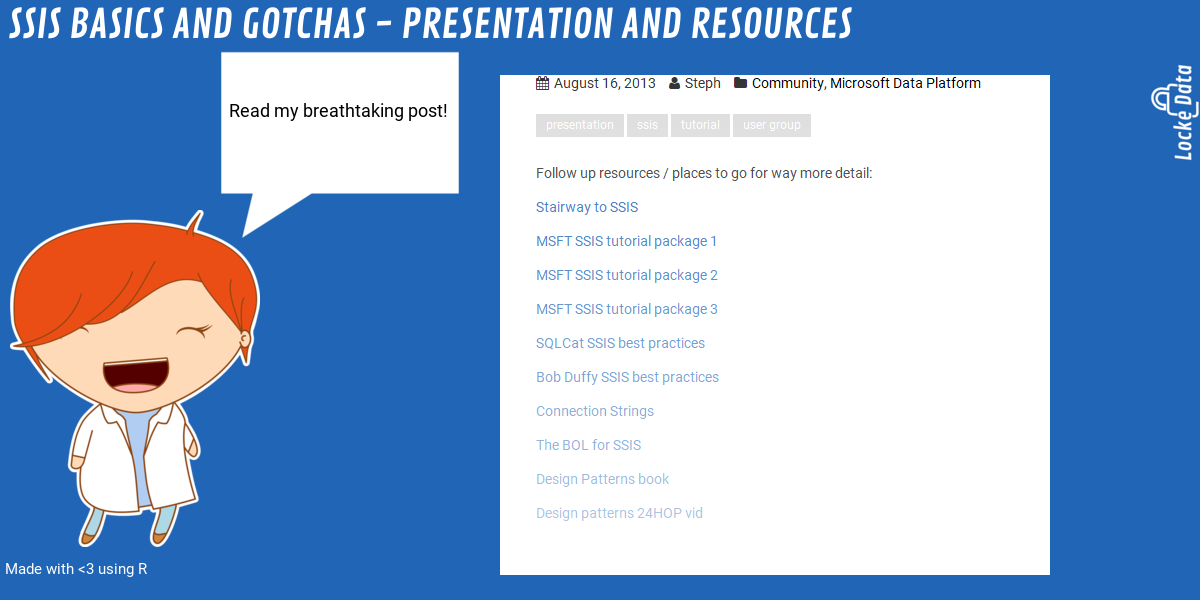 SSIS BASICS AND GOTCHAS – PRESENTATION AND RESOURCES
Read my breathtaking post!
August 16, 2013 Steph Community, Microsoft Data Platform
presentation ssis tutorial user group
Follow up resources / places to go for way more detail:
Stairway to SSIS
MSFT SSIS tutorial package 1
MSFT SSIS tutorial package 2
MSFT SSIS tutorial package 3
SQLCat SSIS best practices
Bob Duffy SSIS best practices
Connection Strings
The BOL for SSIS
Design Patterns book
Design patterns 24HOP vid
Locke Data
Made with <3 using R